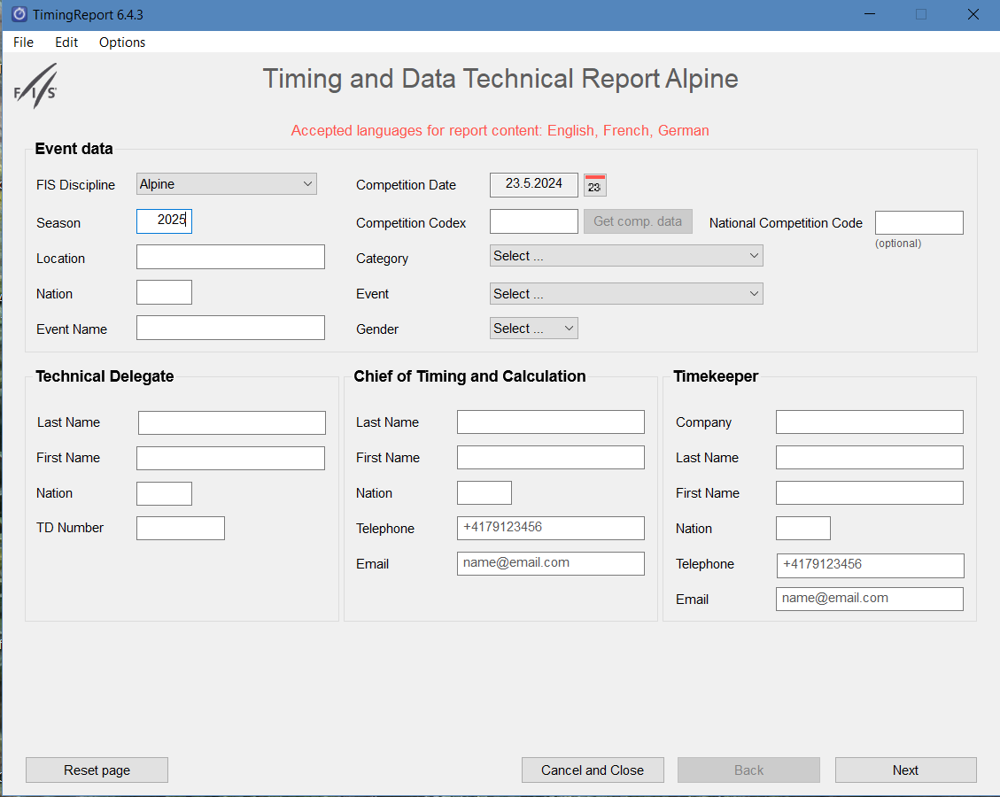 TimingReport 6.4.3
File Edit Options
FIS
Timing and Data Technical Report Alpine
Accepted languages for report content: English, French, German
Event data
FIS Discipline Alpine Competition Date 23.5.2024 23
Season 2025 Competition Codex Get comp. data National Competition Code
(optional)
Location Category Select ...
Nation Event Select ...
Event Name Gender Select ...
Technical Delegate
Last Name
First Name
Nation
TD Number
Chief of Timing and Calculation
Last Name
First Name
Nation
Telephone +4179123456
Email name@email.com
Timekeeper
Company
Last Name
First Name
Nation
Telephone +4179123456
Email name@email.com
Reset page Cancel and Close Back Next